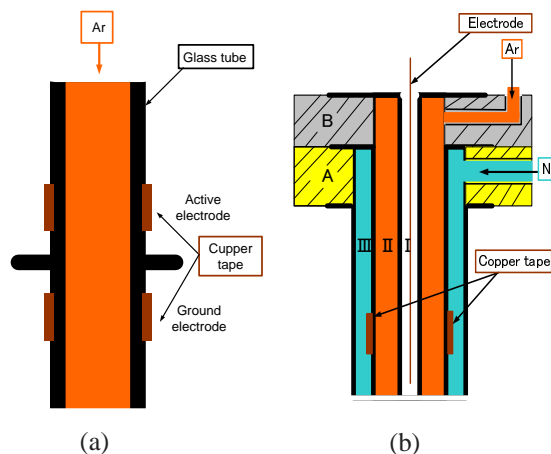 Ar
Glass tube
Active
electrode
Cupper
tape
Ground
electrode
(a)
Electrode
Ar
B
A
N
III
II
I
Copper tape
(b)